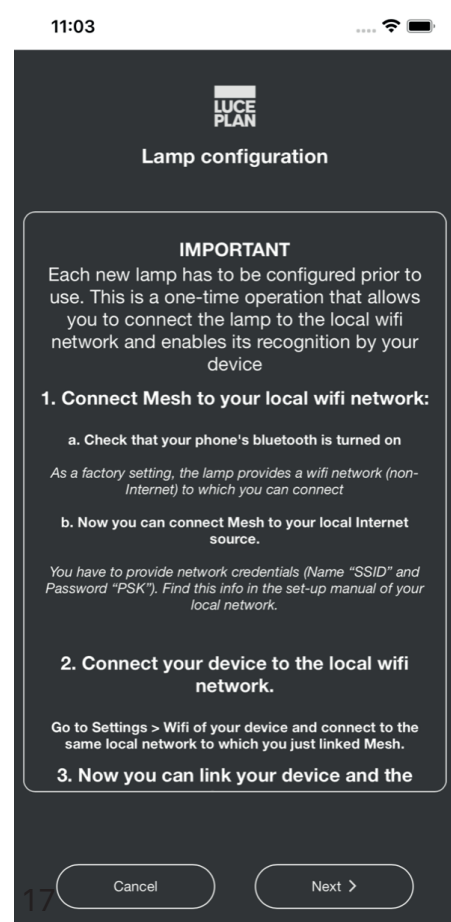 11:03
LUCE
PLAN
Lamp configuration
IMPORTANT
Each new lamp has to be configured prior to
use. This is a one-time operation that allows
you to connect the lamp to the local wifi
network and enables its recognition by your
device
1. Connect Mesh to your local wifi network:
a. Check that your phone's bluetooth is turned on
As a factory setting, the lamp provides a wifi network (non-
Internet) to which you can connect
b. Now you can connect Mesh to your local Internet
source.
You have to provide network credentials (Name “SSID” and
Password “PSK”). Find this info in the set-up manual of your
local network.
2. Connect your device to the local wifi
network.
Go to Settings > Wifi of your device and connect to the
same local network to which you just linked Mesh.
3. Now you can link your device and the
17
Cancel
Next >